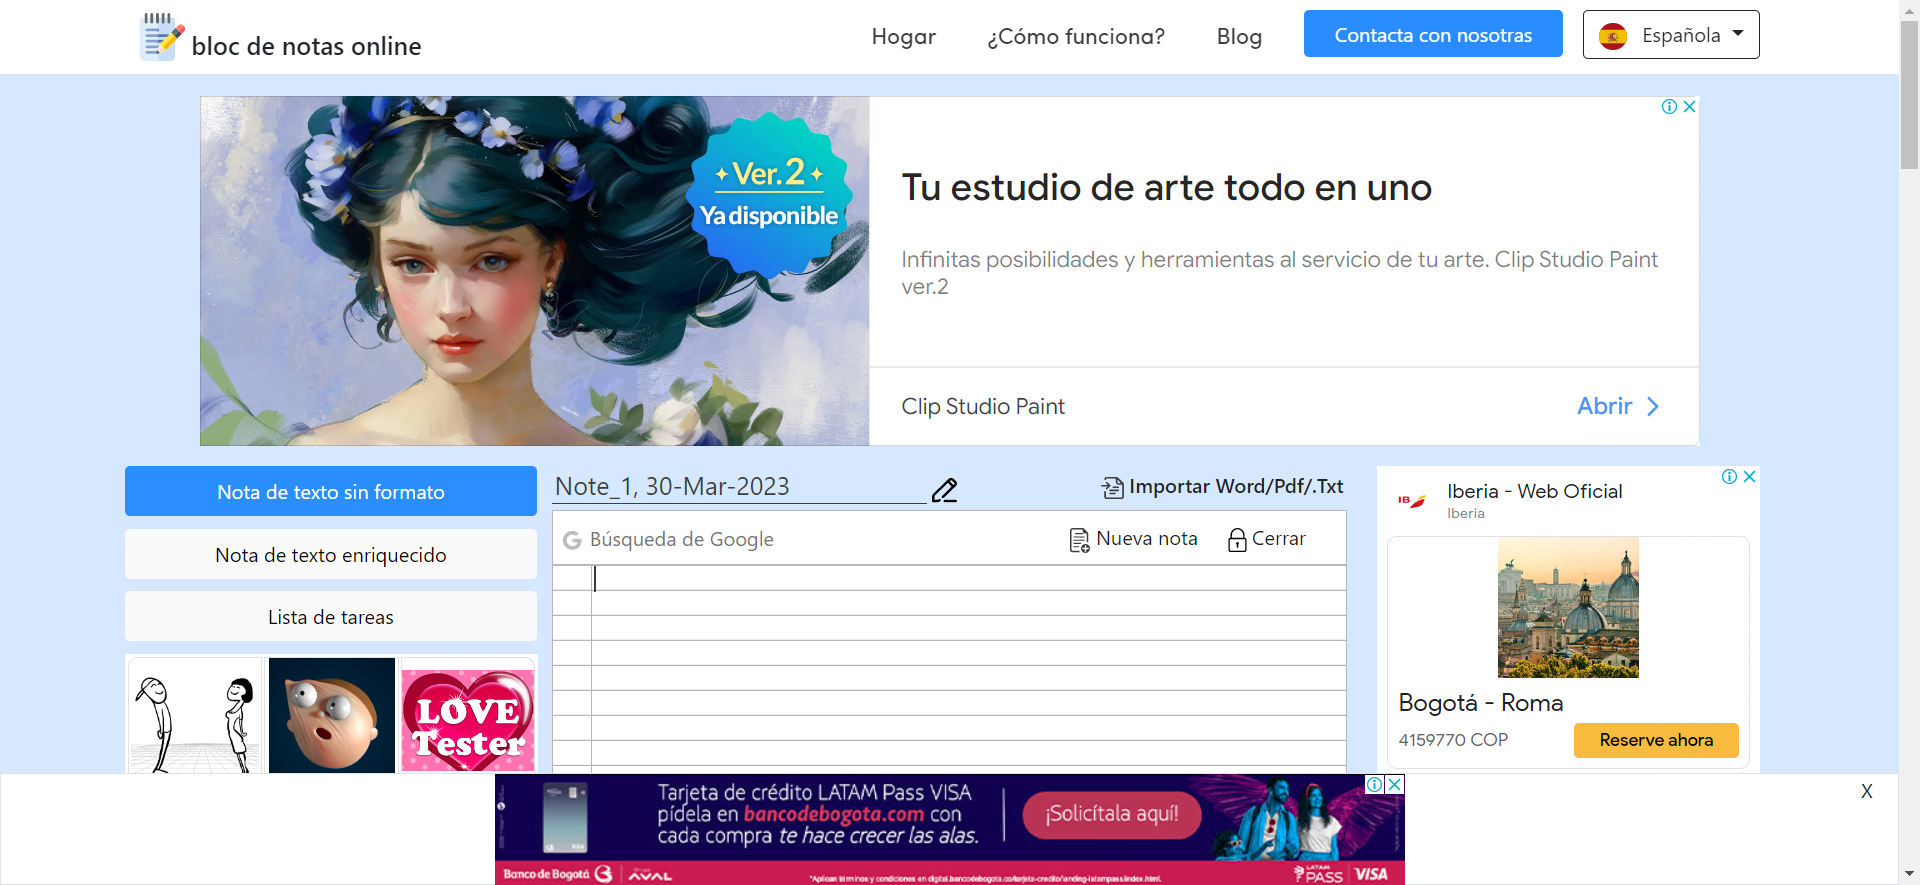 bloc de notas online
Hogar
¿Cómo funciona?
Blog
Contacta con nosotras
Española
Ver.2
Ya disponible
Tu estudio de arte todo en uno
Infinitas posibilidades y herramientas al servicio de tu arte. Clip Studio Paint
ver.2
Clip Studio Paint
Abrir
Nota de texto sin formato
Nota de texto enriquecido
Lista de tareas
LOVE
Tester
Note_1, 30-Mar-2023
Importar Word/Pdf/.Txt
G Búsqueda de Google
Nueva nota
Cerrar
IB
Iberia - Web Oficial
Iberia
Bogotá - Roma
4159770 COP
Reserve ahora
Tarjeta de crédito LATAM Pass VISA
pídela en bancodebogota.com con
cada compra te hace crecer las alas.
¡Solicítala aquí!
Banco de Bogotá
AVAL
*Aplican términos y condiciones en digital.bancodebogota.co/tarjeta-credito/landing-latampass/index.html.
LATAM
PASS
VISA
X